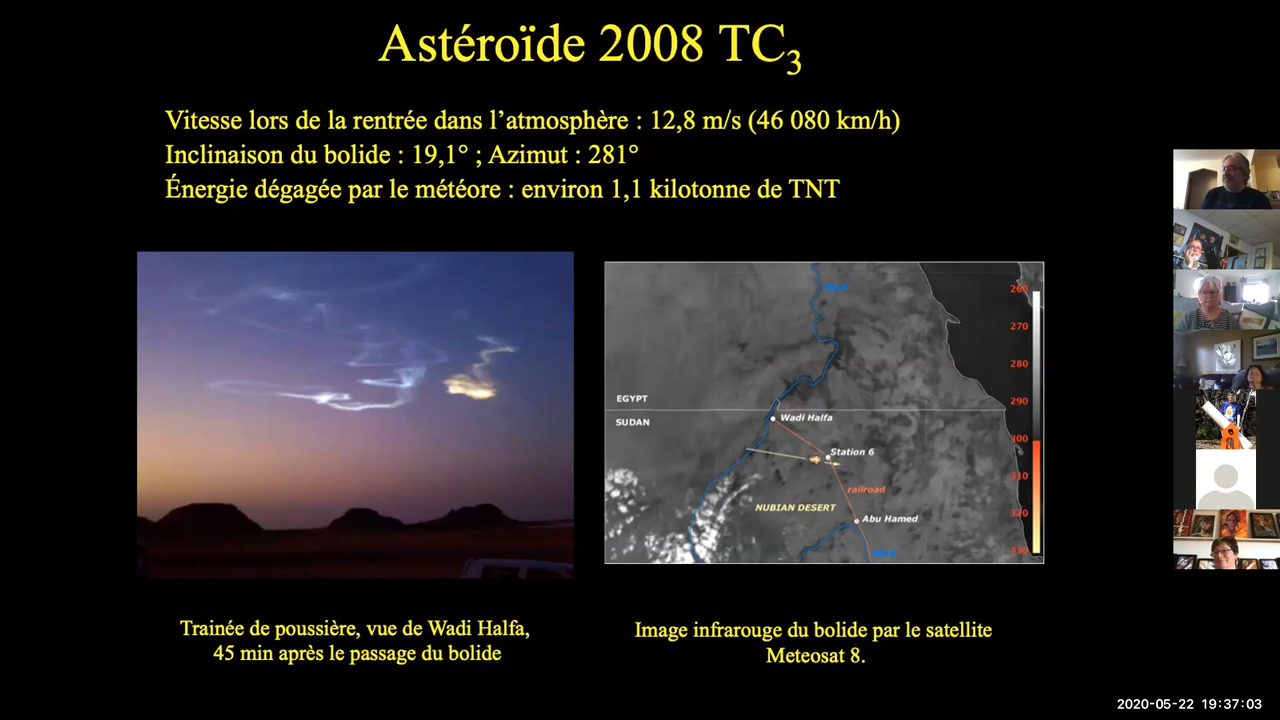 Astéroïde 2008 TC3
Vitesse lors de la rentrée dans l’atmosphère : 12,8 m/s (46 080 km/h)
Inclinaison du bolide : 19,1° ; Azimut : 281°
Énergie dégagée par le météore : environ 1,1 kilotonne de TNT
260
270
280
290
300
310
320
EGYPT
SUDAN
Wadi Halfa
Station 6
railroad
NUBIAN DESERT
Abu Hamed
Trainée de poussière, vue de Wadi Halfa,
45 min après le passage du bolide
Image infrarouge du bolide par le satellite
Meteosat 8.
2020-05-22 19:37:03